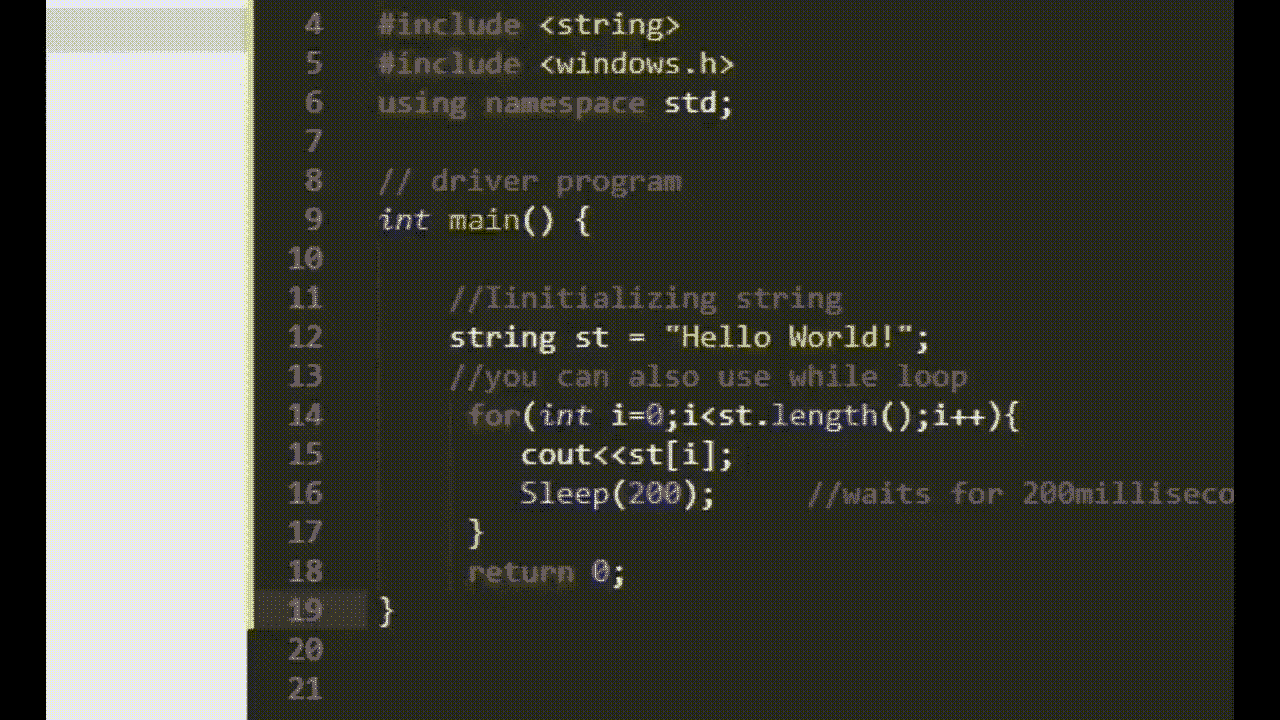 4 #include <string>
5 #include <windows.h>
6 using namespace std;
7
8 // driver program
9 int main() {
10
11 //Iinitializing string
12 string st = "Hello World!";
13 //you can also use while loop
14 for(int i=0;i<st.length();i++){
15 cout<<st[i];
16 Sleep(200); //waits for 200milliseco
17 }
18 return 0;
19 }
20
21